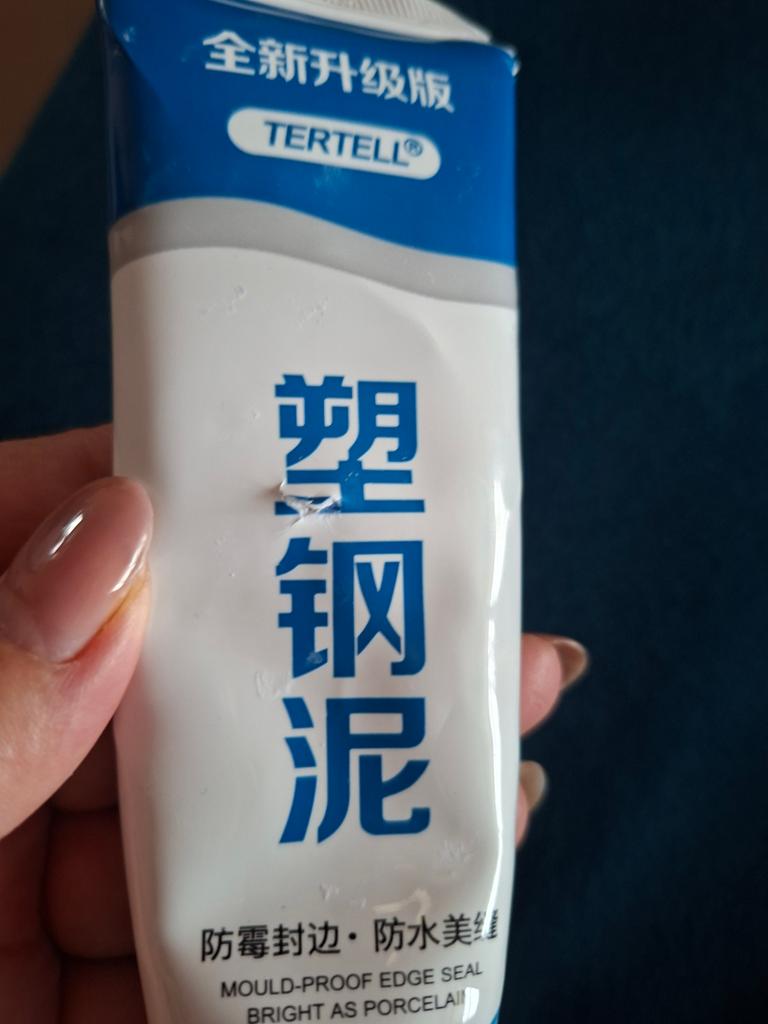 全新升级版
TERTELL®
塑钢泥
防霉封边·防水美缝
MOULD-PROOF EDGE SEAL
BRIGHT AS PORCELAIN